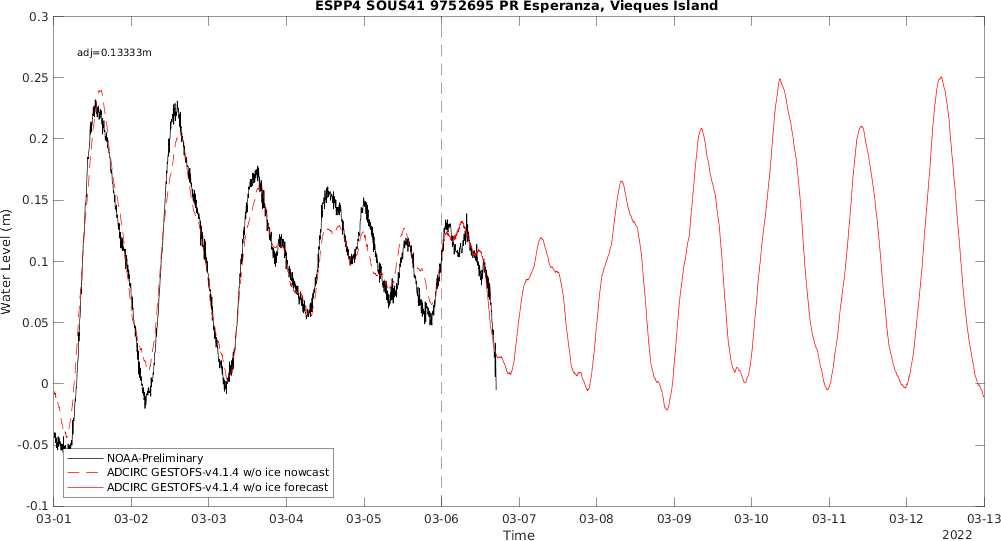 ESPP4 SOUS41 9752695 PR Esperanza, Vieques Island
0.3
adj=0.13333m
0.25
0.2
0.15
0.1
0.05
0
-0.05
-0.1
Water Level (m)
NOAA-Preliminary
ADCIRC GESTOFS-v4.1.4 w/o ice nowcast
ADCIRC GESTOFS-v4.1.4 w/o ice forecast
03-01 03-02 03-03 03-04 03-05 03-06 03-07 03-08 03-09 03-10 03-11 03-12 03-13
Time
2022